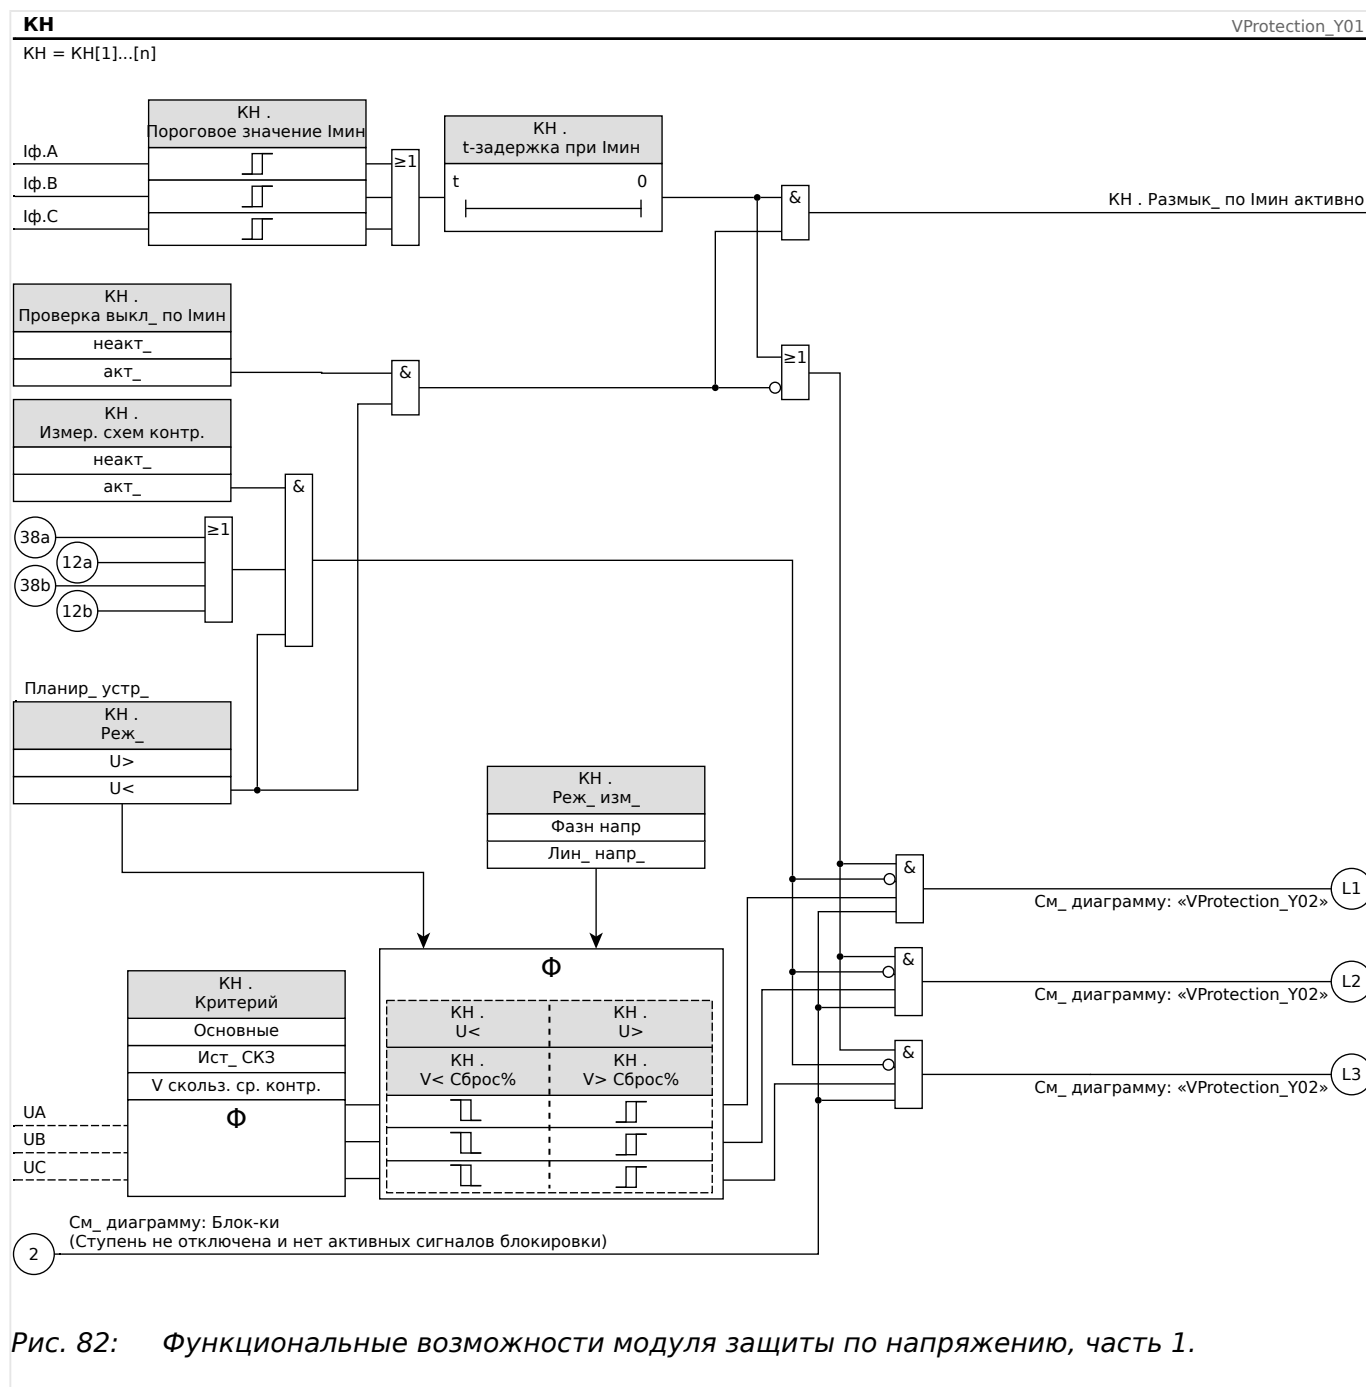 КН
VProtection_Y01
КН = КН[1]...[n]
КН .
Пороговое значение Iмин
Iф.A
Iф.B
Iф.C
≥1
КН .
t-задержка при Iмин
t 0
&
КН . Размык_ по Iмин активно
КН .
Проверка выкл_ по Iмин
неакт_
акт_
&
≥1
КН .
Измер. схем контр.
неакт_
акт_
&
38a
12a
38b
12b
≥1
Планир_ устр_
КН .
Реж_
U>
U<
КН .
Реж_ изм_
Фазн напр
Лин_ напр_
&
L1
См_ диаграмму: «VProtection_Y02»
&
L2
См_ диаграмму: «VProtection_Y02»
&
L3
См_ диаграмму: «VProtection_Y02»
Ф
КН .
U<
КН .
U>
КН .
V< Сброс%
КН .
V> Сброс%
КН .
Критерий
Основные
Ист_ СКЗ
V скольз. ср. контр.
Ф
UA
UB
UC
См_ диаграмму: Блок-ки
(Ступень не отключена и нет активных сигналов блокировки)
2
Рис. 82: Функциональные возможности модуля защиты по напряжению, часть 1.